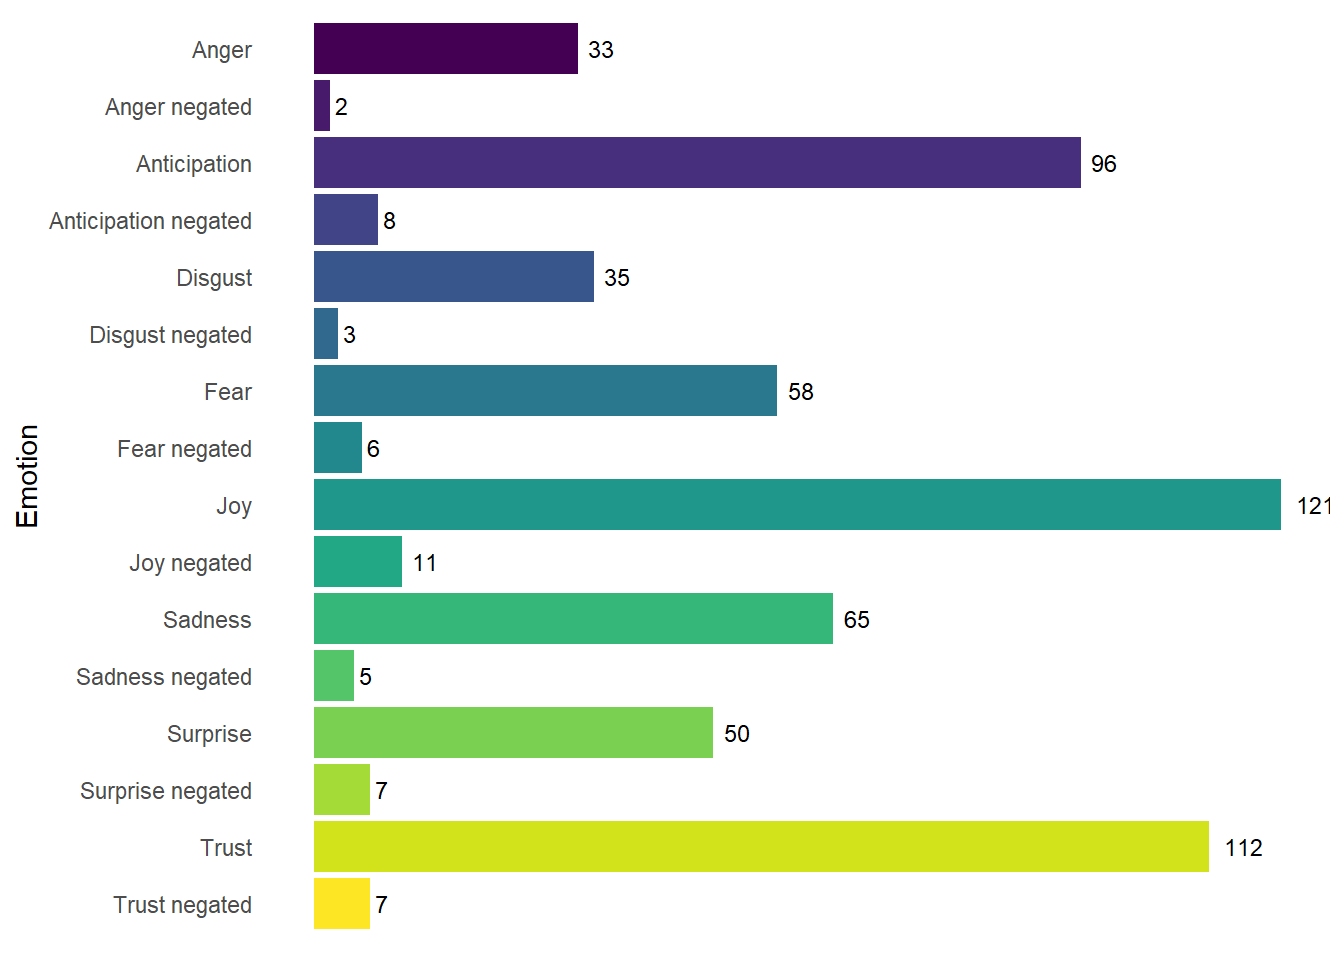 Anger 33
Anger negated 2
Anticipation 96
Anticipation negated 8
Disgust 35
Disgust negated 3
Fear 58
Fear negated 6
Emotion
Joy 121
Joy negated 11
Sadness 65
Sadness negated 5
Surprise 50
Surprise negated 7
Trust 112
Trust negated 7